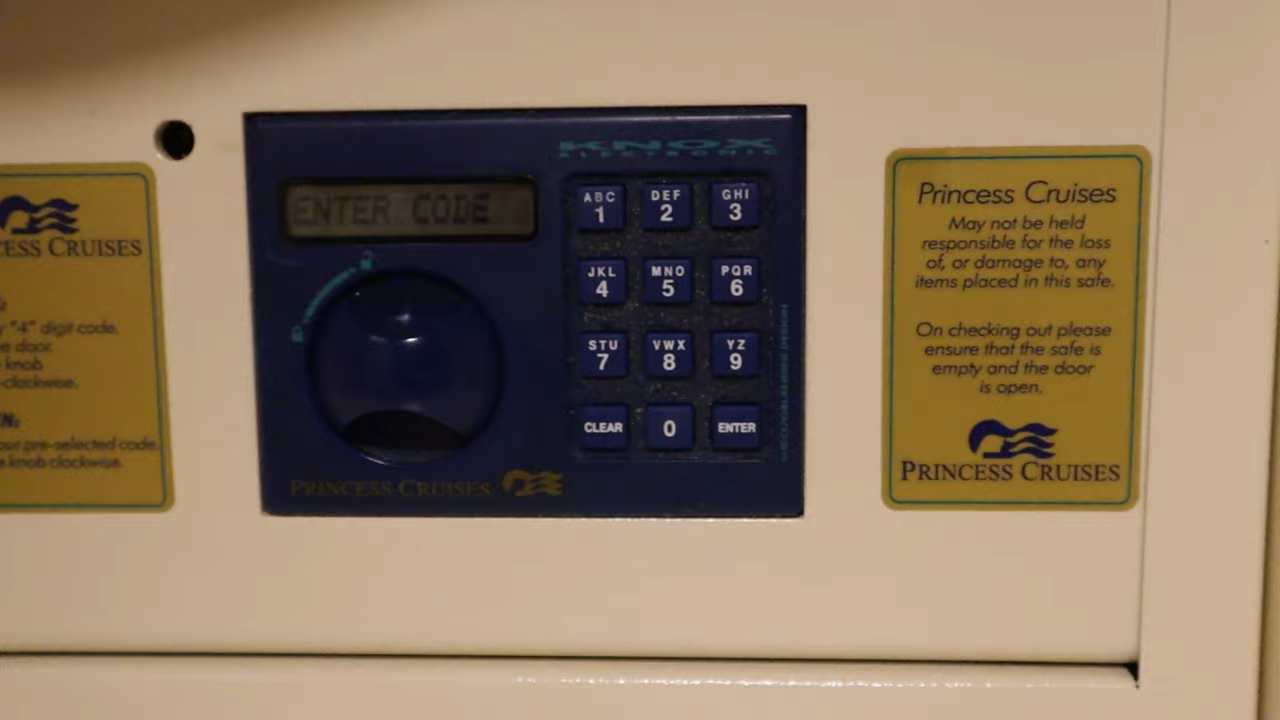 CESS CRUISES
"4" digit code.
door.
knob
-clockwise.
our pre-selected code.
knob clockwise.
KNOX
ELECTRONIC
ENTER CODE
ABC DEF GHI
1 2 3
JKL MNO PQR
4 5 6
STU VWX YZ
7 8 9
CLEAR 0 ENTER
PRINCESS CRUISES
Princess Cruises
May not be held
responsible for the loss
of, or damage to, any
items placed in this safe.
On checking out please
ensure that the safe is
empty and the door
is open.
PRINCESS CRUISES